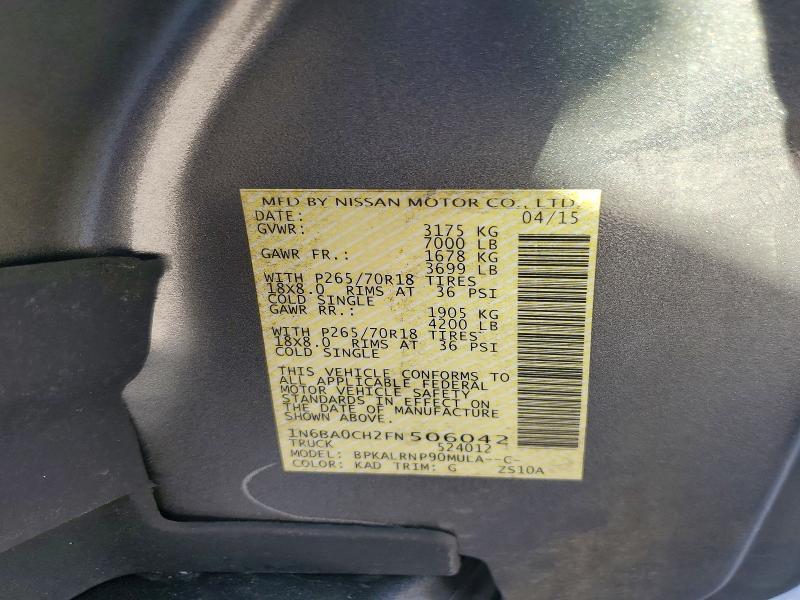 MFD BY NISSAN MOTOR CO., LTD.
DATE: 04/15
GVWR: 3175 KG
7000 LB
GAWR FR.: 1678 KG
3699 LB
WITH P265/70R18 TIRES
18X8.0 RIMS AT 36 PSI
COLD SINGLE
GAWR RR.: 1905 KG
4200 LB
WITH P265/70R18 TIRES
18X8.0 RIMS AT 36 PSI
COLD SINGLE
THIS VEHICLE CONFORMS TO
ALL APPLICABLE FEDERAL
MOTOR VEHICLE SAFETY
STANDARDS IN EFFECT ON
THE DATE OF MANUFACTURE
SHOWN ABOVE.
1N6BA0CH2FN506042
TRUCK 524012
MODEL: BPKALRNP90MULA--C-
COLOR: KAD TRIM: G ZS10A